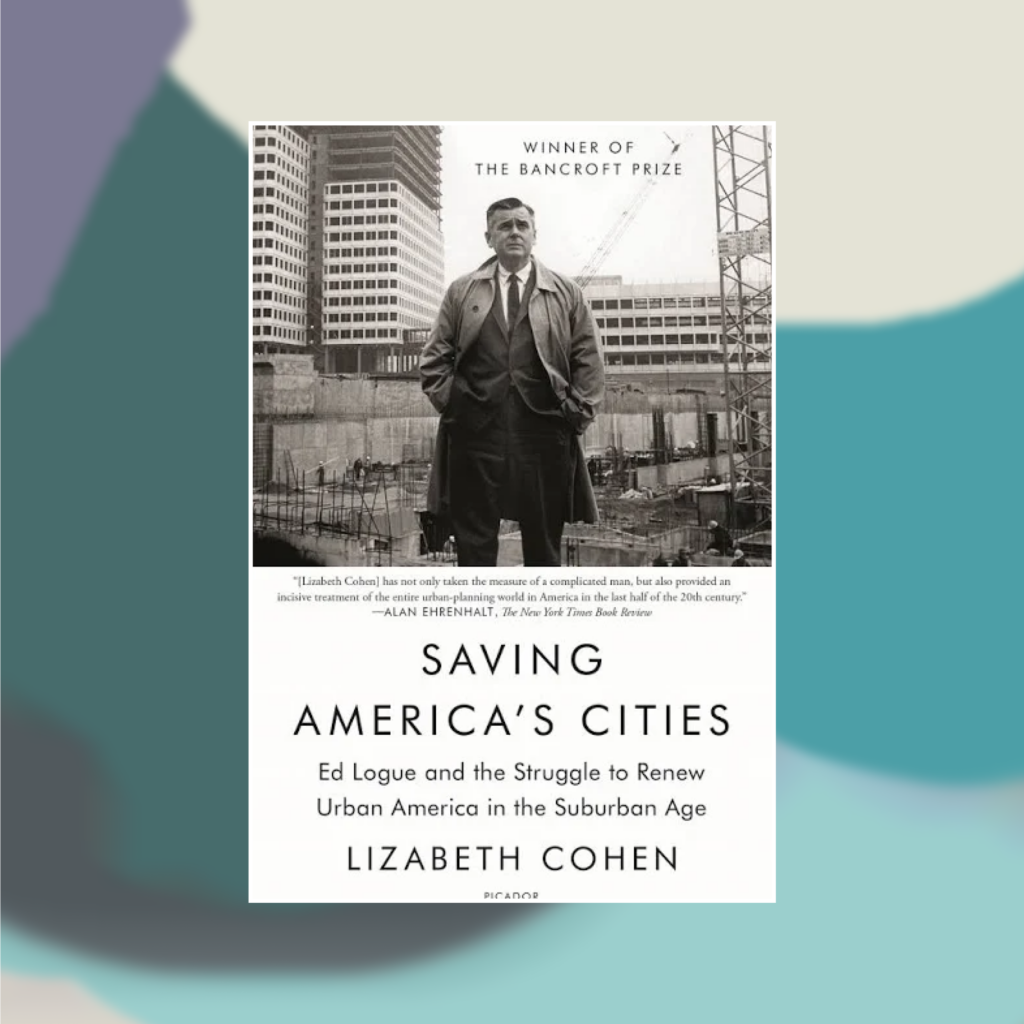 WINNER OF
THE BANCROFT PRIZE
"[Lizabeth Cohen] has not only taken the measure of a complicated man, but also provided an
incisive treatment of the entire urban-planning world in America in the last half of the 20th century."
—ALAN EHRENHALT, The New York Times Book Review
SAVING
AMERICA'S CITIES
Ed Logue and the Struggle to Renew
Urban America in the Suburban Age
LIZABETH COHEN
PICADOR